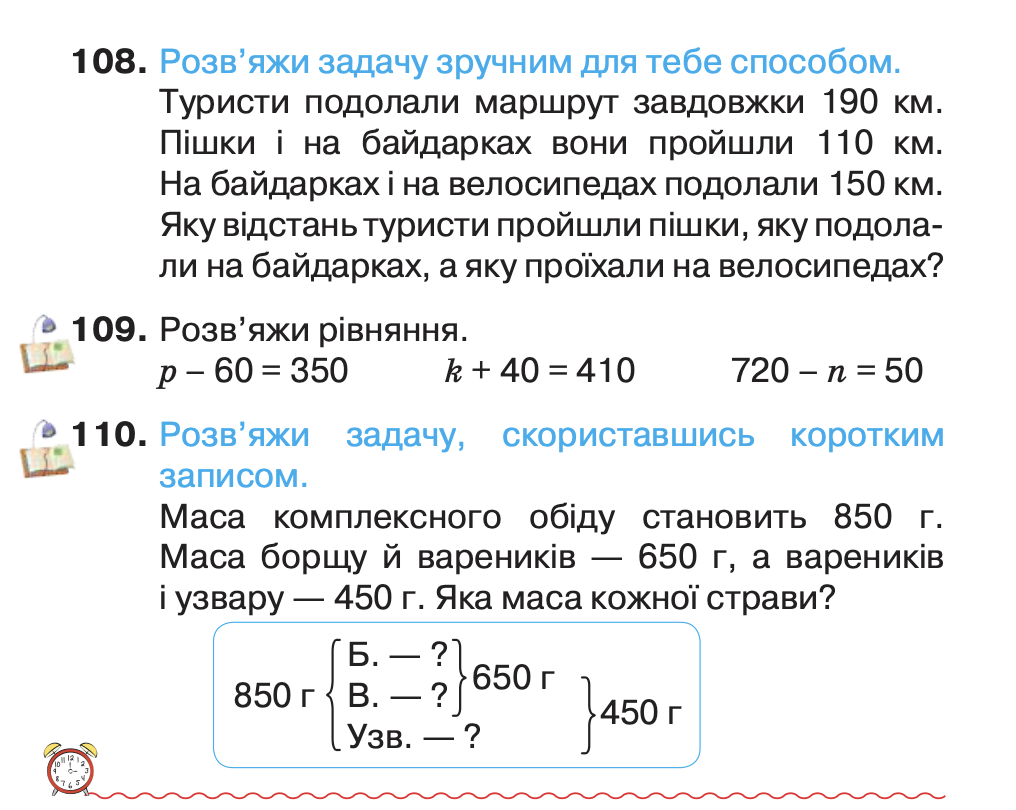 108. Розв’яжи задачу зручним для тебе способом.
Туристи подолали маршрут завдовжки 190 км.
Пішки і на байдарках вони пройшли 110 км.
На байдарках і на велосипедах подолали 150 км.
Яку відстань туристи пройшли пішки, яку подола-
ли на байдарках, а яку проїхали на велосипедах?
109. Розв’яжи рівняння.
p – 60 = 350 k + 40 = 410 720 – n = 50
110. Розв’яжи задачу, скориставшись коротким
записом.
Маса комплексного обіду становить 850 г.
Маса борщу й вареників — 650 г, а вареників
і узвару — 450 г. Яка маса кожної страви?
Б. — ?
650 г
850 г В. — ?
450 г
Узв. — ?